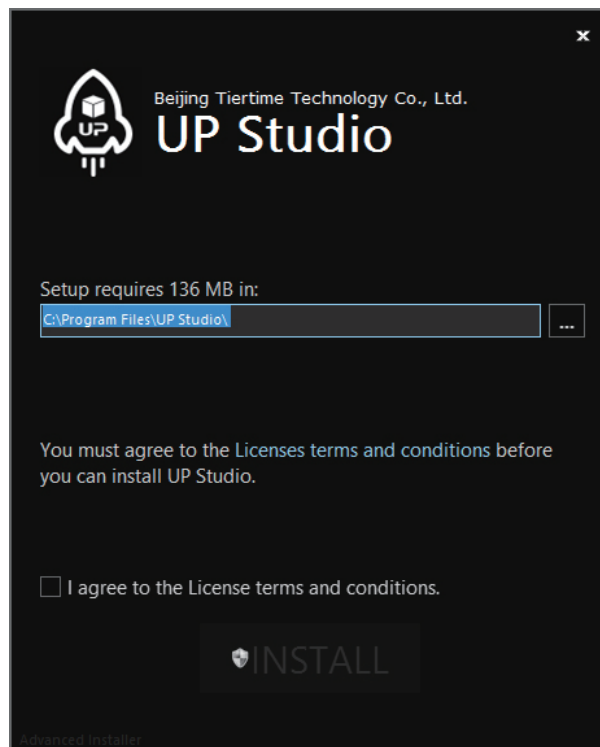 x
UP
Beijing Tiertime Technology Co., Ltd.
UP Studio
Setup requires 136 MB in:
C:\Program Files\UP Studio\
...
You must agree to the Licenses terms and conditions before
you can install UP Studio.
I agree to the License terms and conditions.
INSTALL
Advanced Installer